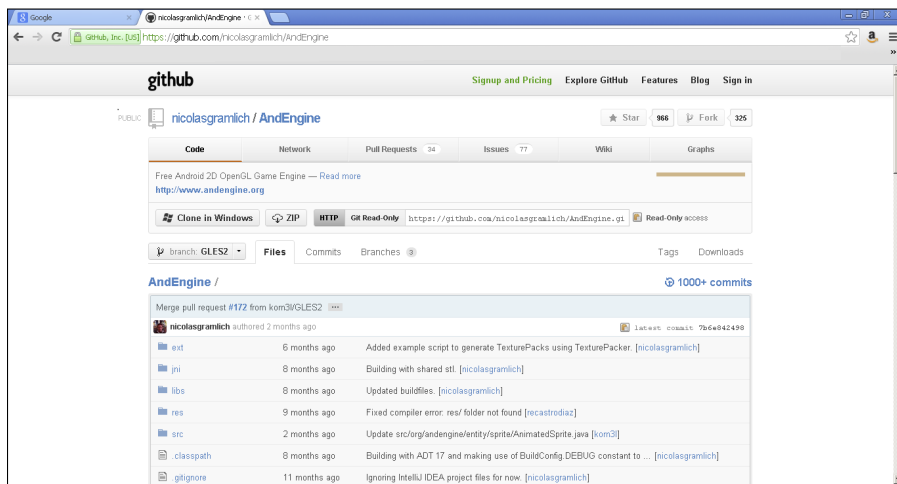 Google
nicolasgramlich/AndEngine · G
GitHub, Inc. [US] https://github.com/nicolasgramlich/AndEngine
github
Signup and Pricing Explore GitHub Features Blog Sign in
PUBLIC nicolasgramlich / AndEngine
Star 966 Fork 325
Code Network Pull Requests 34 Issues 77 Wiki Graphs
Free Android 2D OpenGL Game Engine — Read more
http://www.andengine.org
Clone in Windows ZIP HTTP Git Read-Only https://github.com/nicolasgramlich/AndEngine.gi Read-Only access
branch: GLES2 Files Commits Branches 3 Tags Downloads
AndEngine / 1000+ commits
Merge pull request #172 from kom3l/GLES2 ...
nicolasgramlich authored 2 months ago latest commit 7b6e842498
ext 6 months ago Added example script to generate TexturePacks using TexturePacker. [nicolasgramlich]
jni 8 months ago Building with shared stl. [nicolasgramlich]
libs 8 months ago Updated buildfiles. [nicolasgramlich]
res 9 months ago Fixed compiler error: res/ folder not found [recastrodiaz]
src 2 months ago Update src/org/andengine/entity/sprite/AnimatedSprite.java [kom3l]
.classpath 8 months ago Building with ADT 17 and making use of BuildConfig.DEBUG constant to ... [nicolasgramlich]
.gitignore 11 months ago Ignoring IntelliJ IDEA project files for now. [nicolasgramlich]